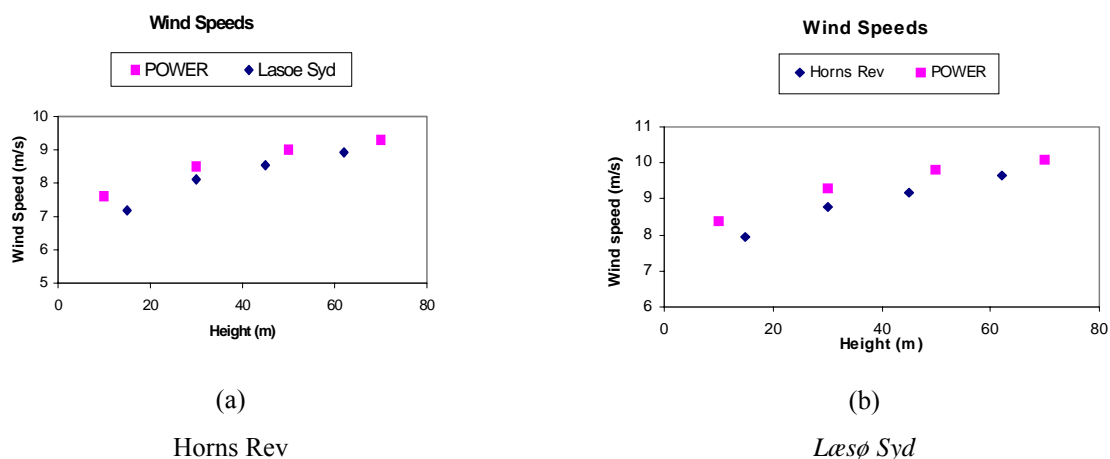 Wind Speeds
POWER Lasoe Syd
10
9
8
7
6
5
Wind Speed (m/s)
0 20 40 60 80
Height (m)
(a)
Horns Rev
Wind Speeds
Horns Rev POWER
11
10
9
8
7
6
Wind speed (m/s)
0 20 40 60 80
Height (m)
(b)
Læsø Syd